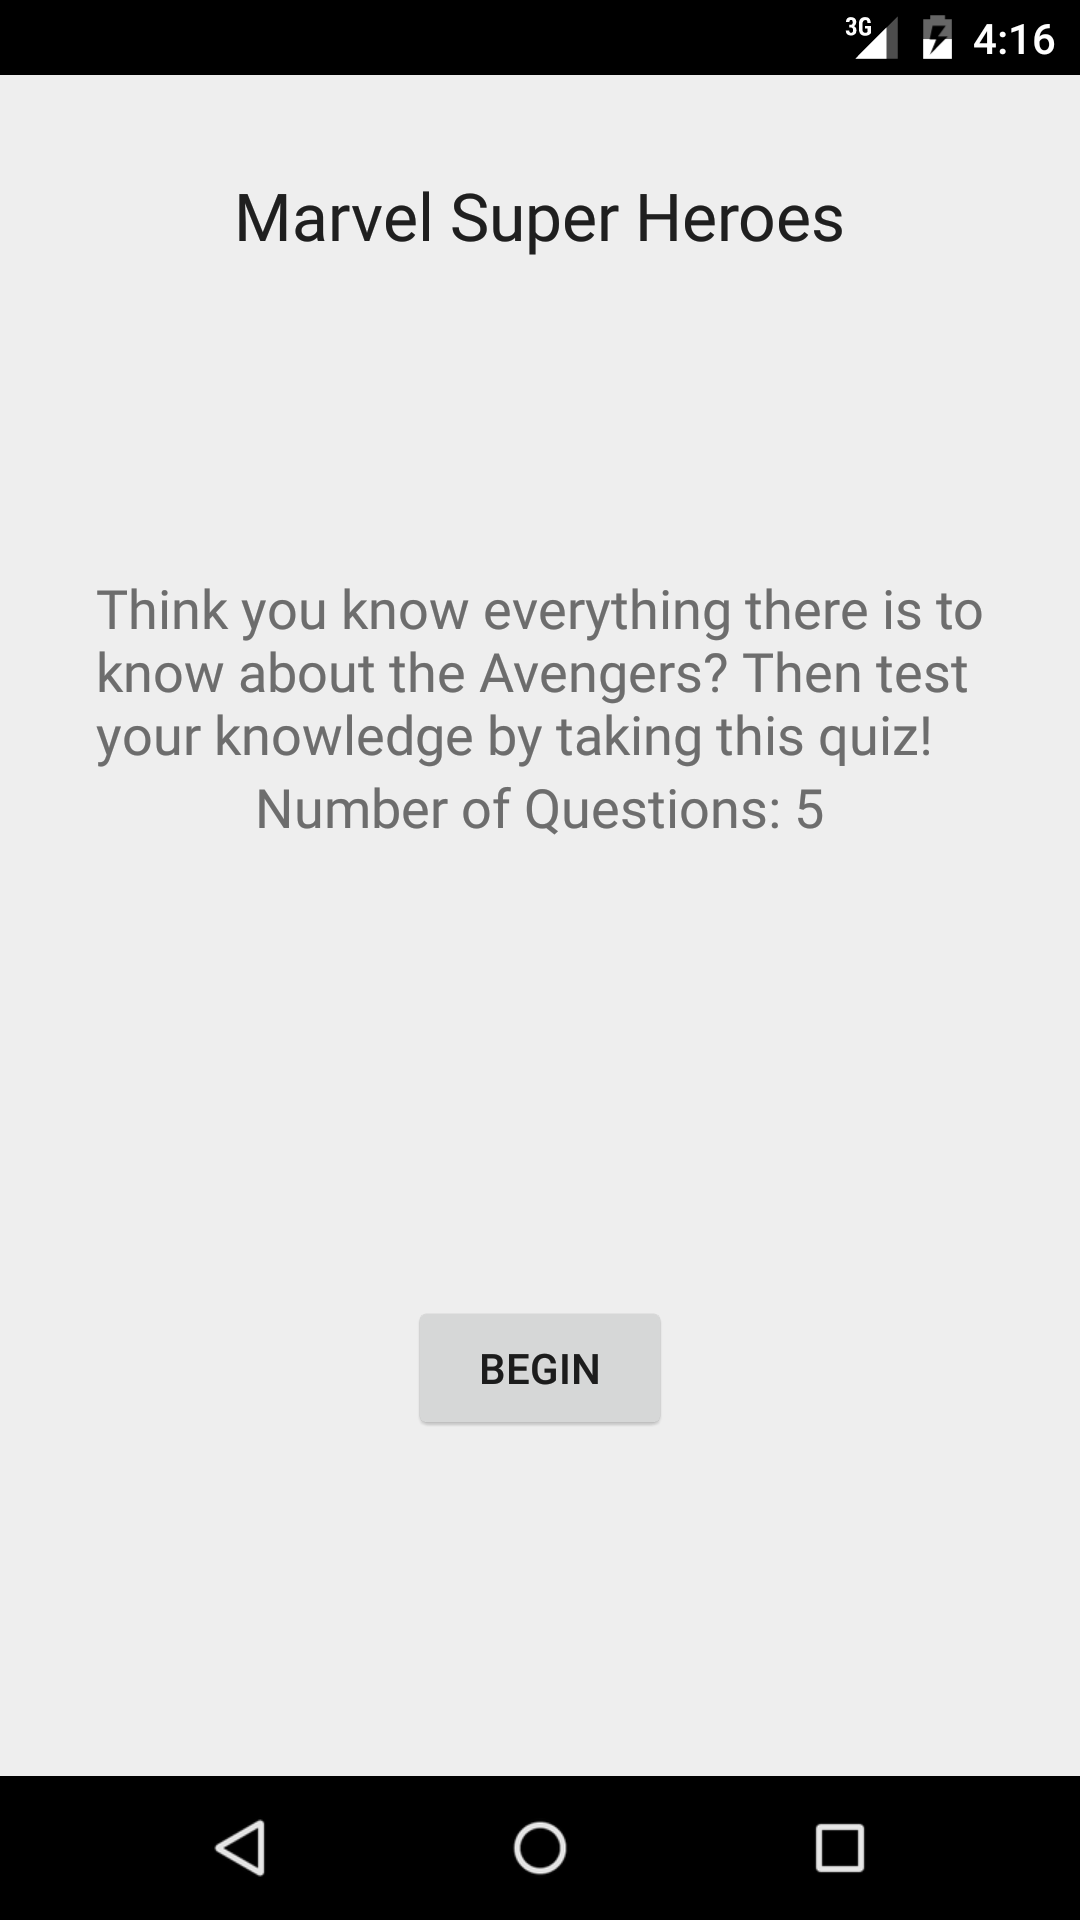 3G 4:16
Marvel Super Heroes
Think you know everything there is to
know about the Avengers? Then test
your knowledge by taking this quiz!
Number of Questions: 5
BEGIN